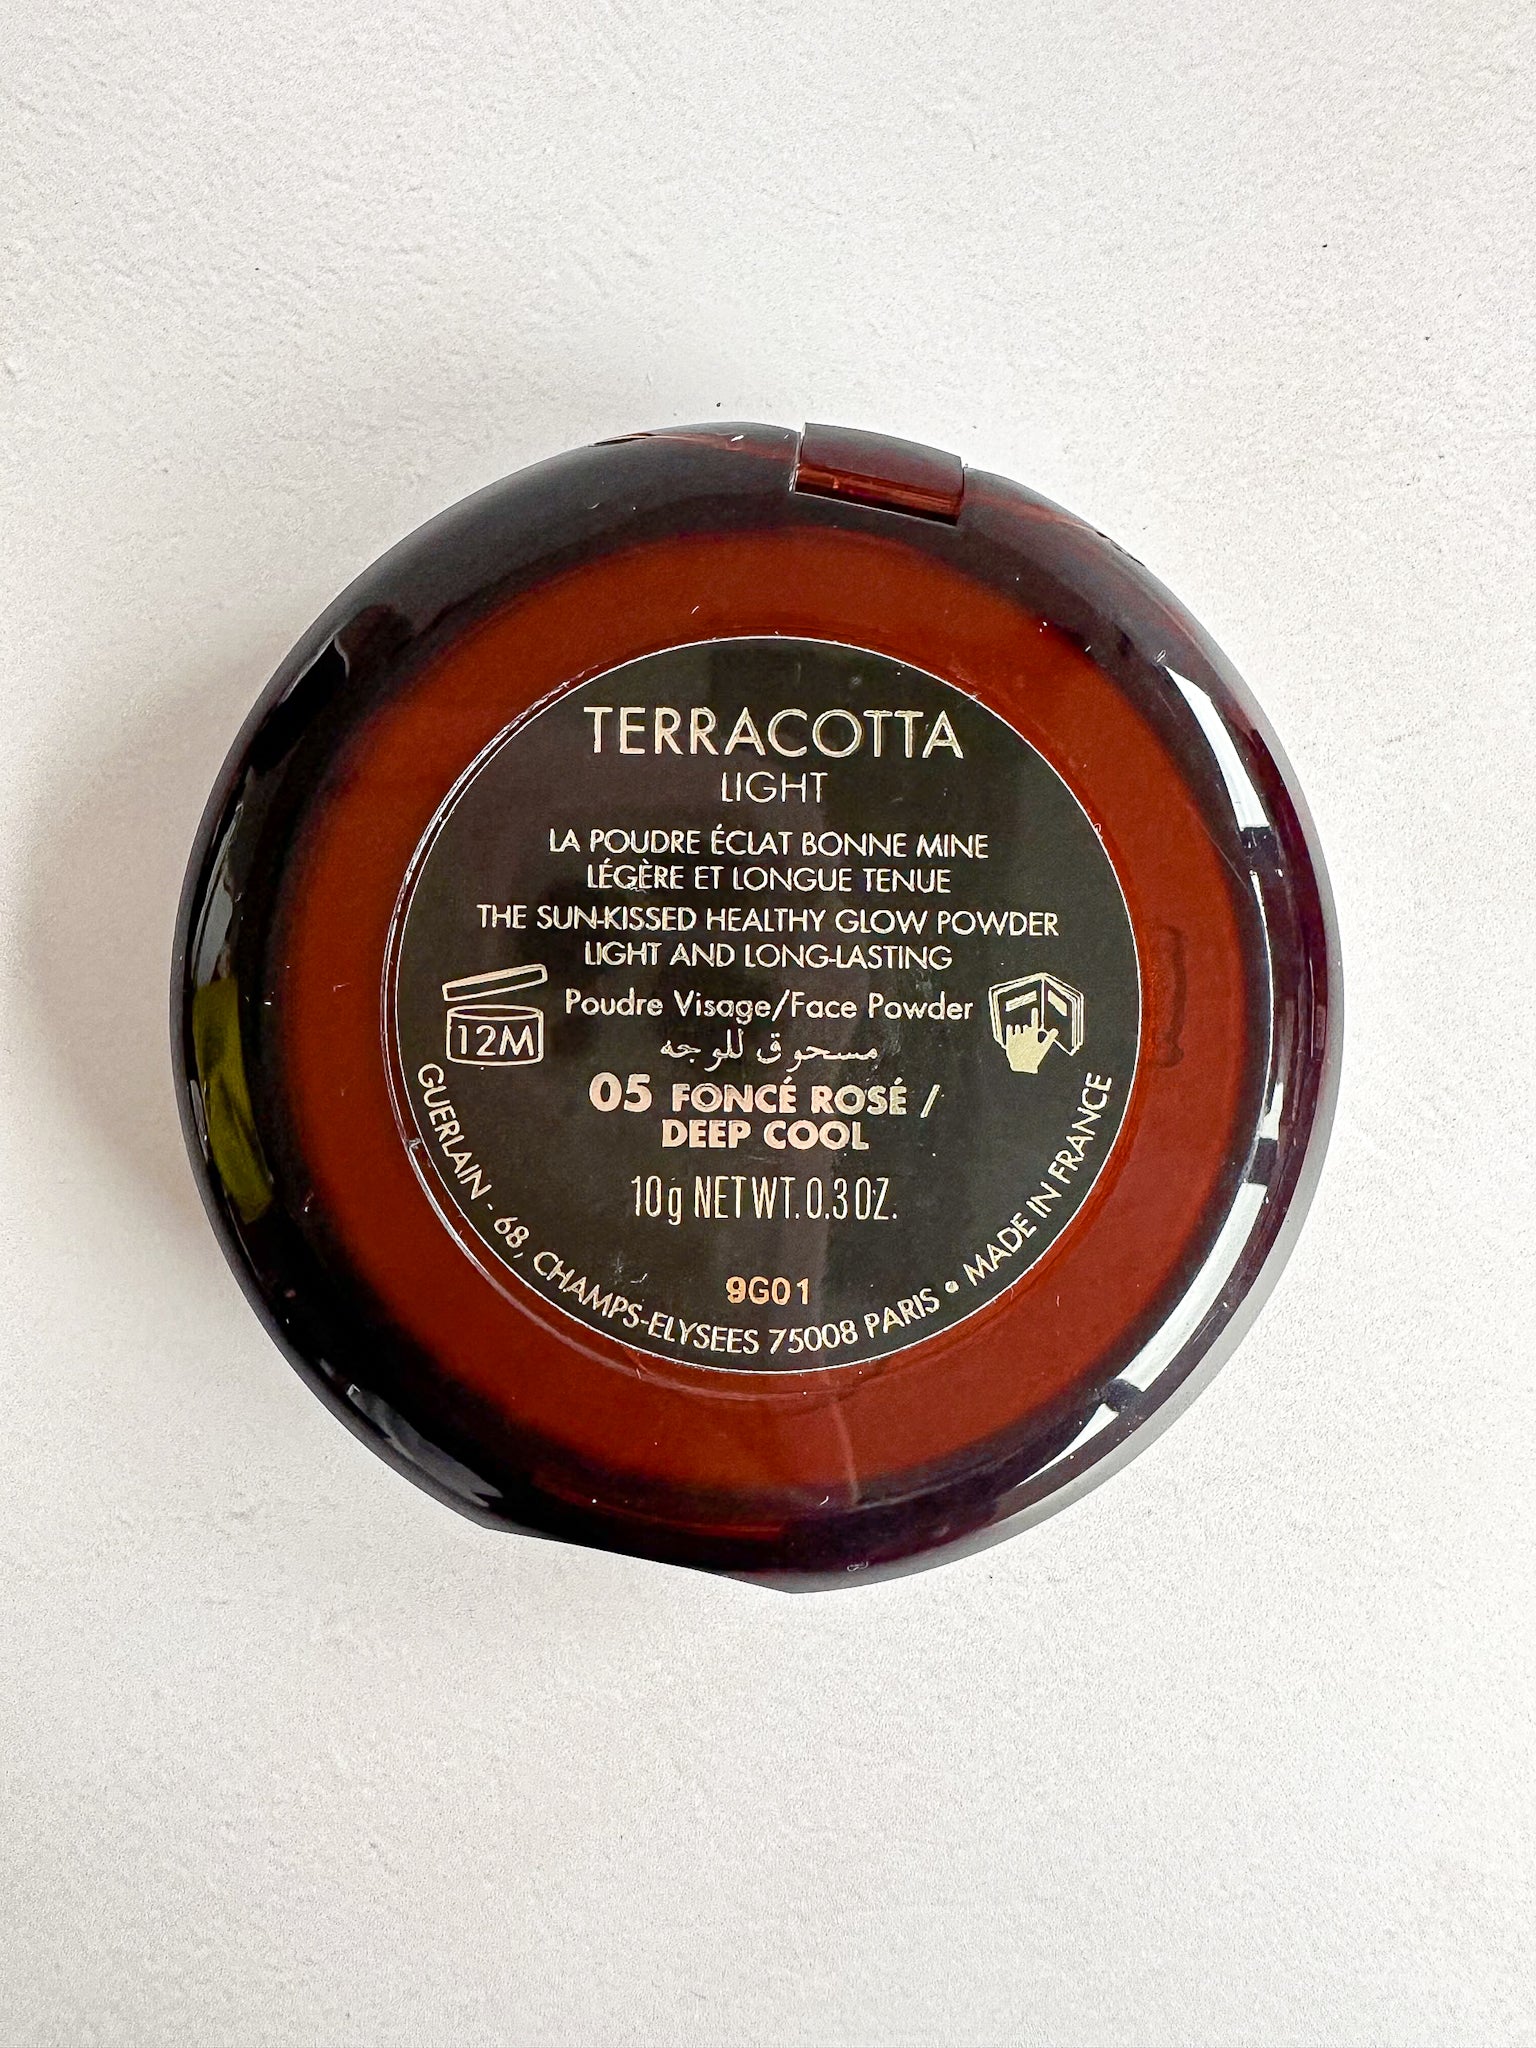 TERRACOTTA
LIGHT
LA POUDRE ÉCLAT BONNE MINE
LÉGÈRE ET LONGUE TENUE
THE SUN-KISSED HEALTHY GLOW POWDER
LIGHT AND LONG-LASTING
12M
Poudre Visage/Face Powder
مسحوق للوجه
05 FONCÉ ROSÉ /
DEEP COOL
10g NET WT. 0.3 OZ.
9G01
GUERLAIN - 68, CHAMPS-ELYSEES 75008 PARIS • MADE IN FRANCE